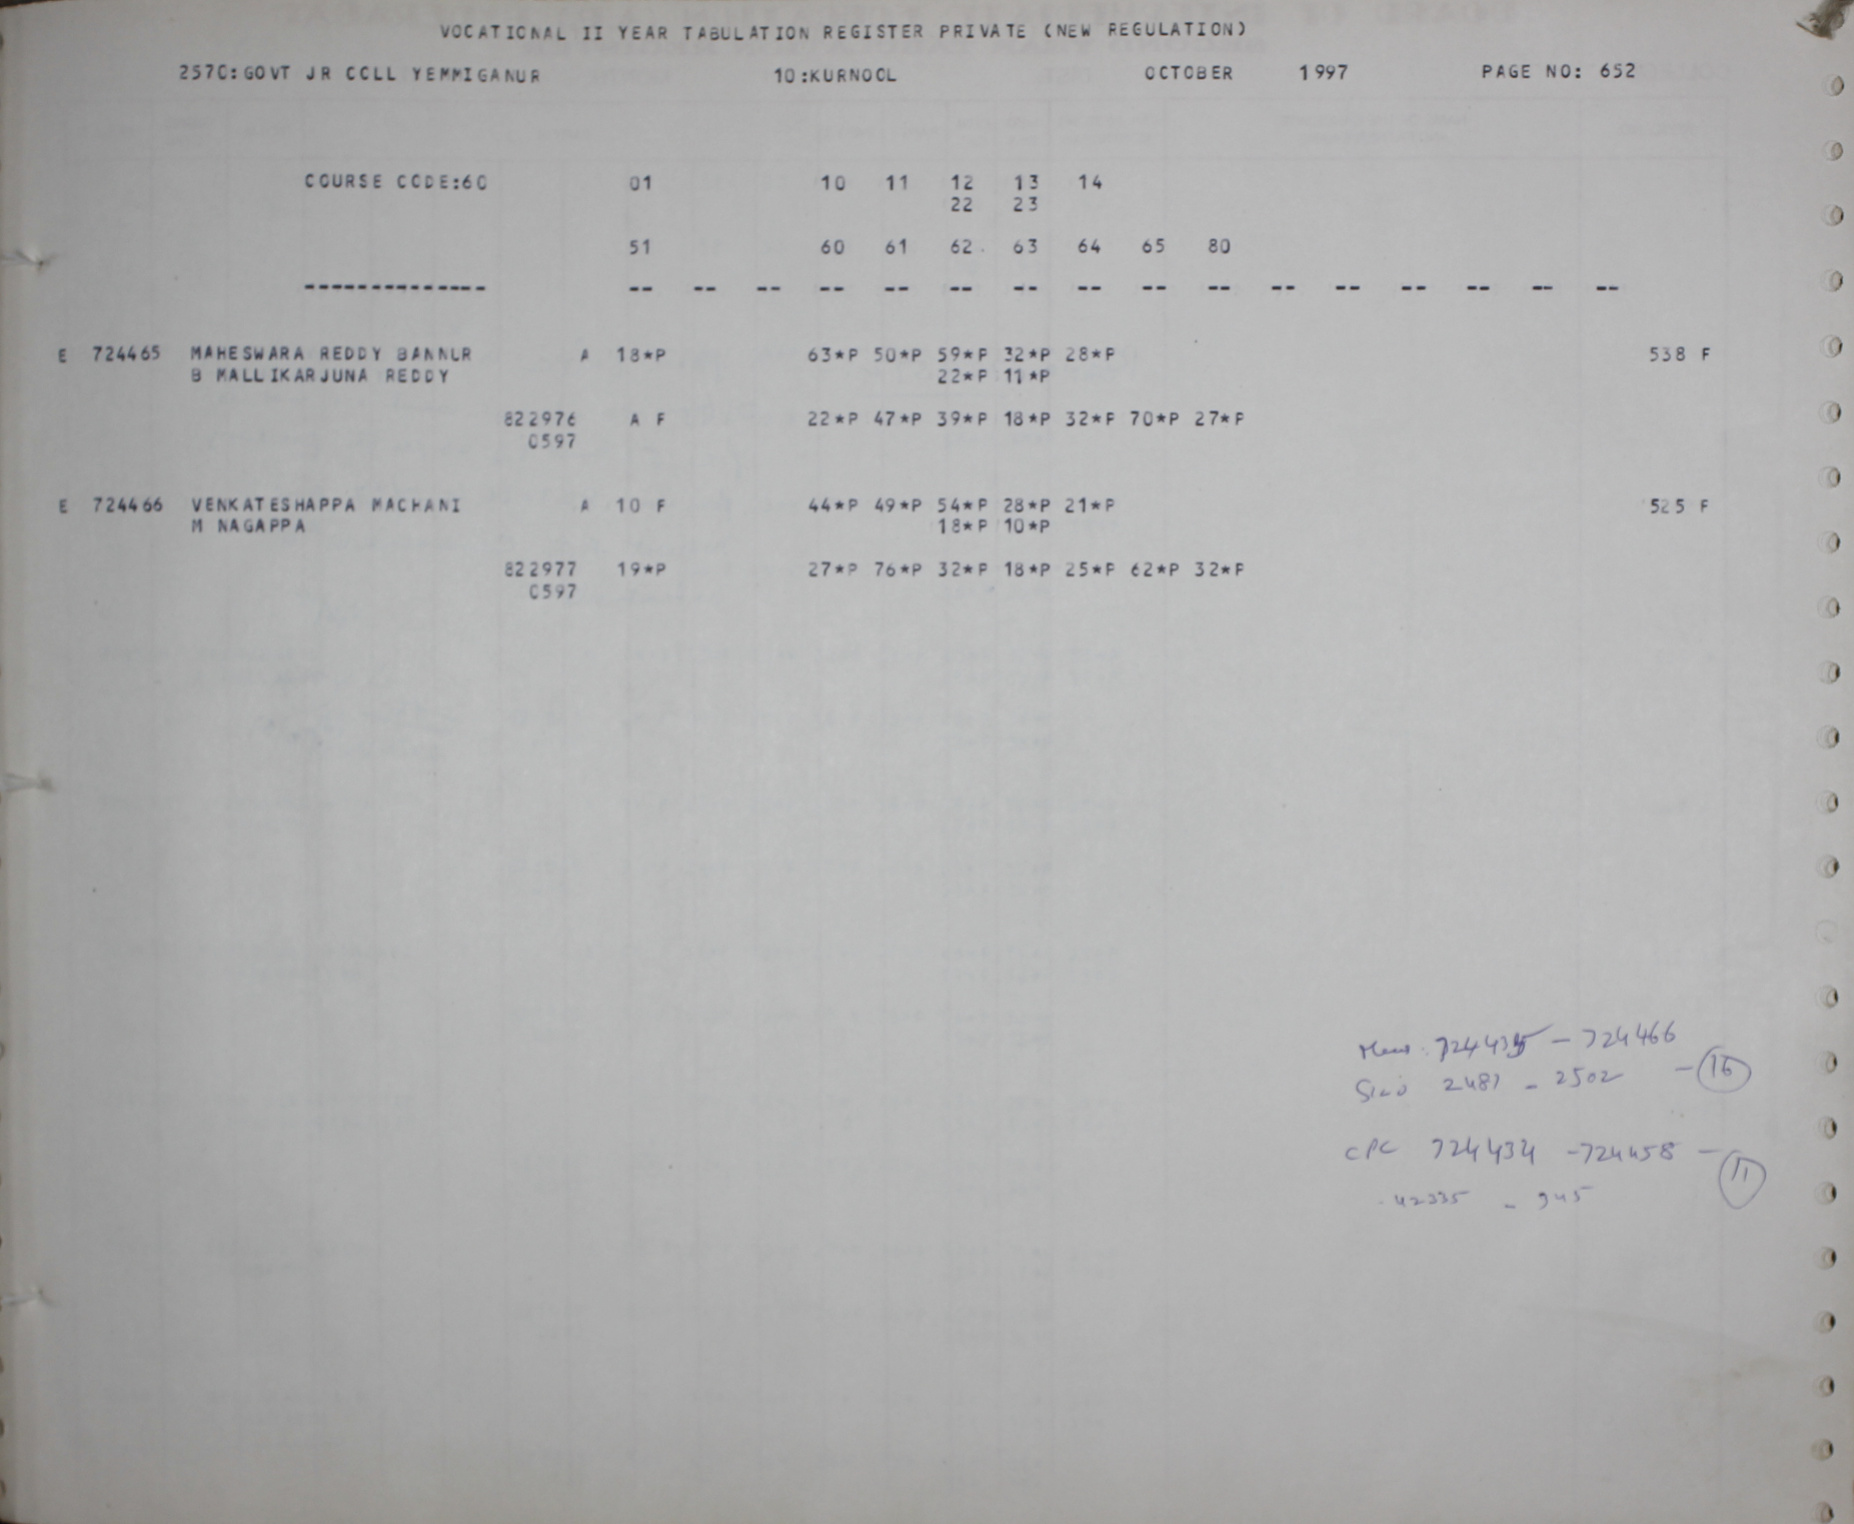 VOCATIONAL II YEAR TABULATION REGISTER PRIVATE (NEW REGULATION)
2570:GOVT JR COLL YEMMIGANUR 10:KURNOOL OCTOBER 1997 PAGE NO: 652
COURSE CODE:60 01 10 11 12 13 14
22 23
51 60 61 62 63 64 65 80
-------------- -- -- -- -- -- -- -- -- -- -- -- -- -- -- -- --
E 724465 MAHESWARA REDDY BANNUR A 18*P 63*P 50*P 59*P 32*P 28*P 538 F
B MALLIKARJUNA REDDY 22*P 11*P
822976 A F 22*P 47*P 39*P 18*P 32*P 70*P 27*P
0597
E 724466 VENKATESHAPPA MACHANI A 10 F 44*P 49*P 54*P 28*P 21*P 525 F
M NAGAPPA 18*P 10*P
822977 19*P 27*P 76*P 32*P 18*P 25*P 62*P 32*P
0597
724435 - 724466
2487 - 2502 - 16
CPC 724434 - 724458 - 11
42335 - 945